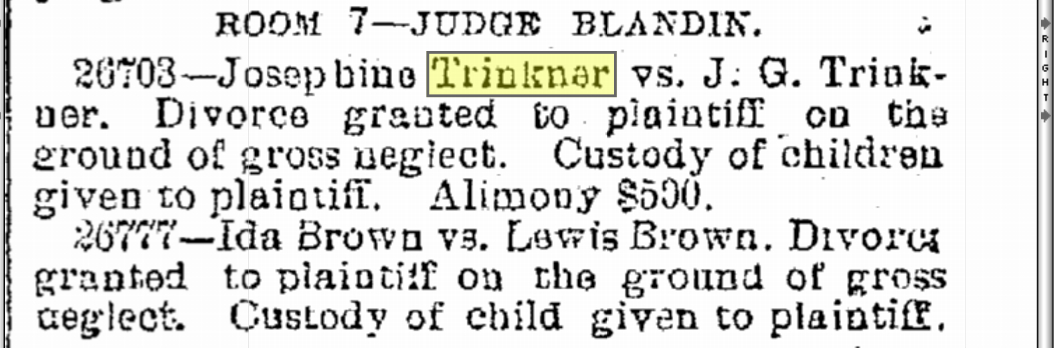 ROOM 7—JUDGE BLANDIN.
26703—Josephine Trinkner vs. J. G. Trink-
ner. Divorce granted to plaintiff on the
ground of gross neglect. Custody of children
given to plaintiff. Alimony $500.
26777—Ida Brown vs. Lewis Brown. Divorce
granted to plaintiff on the ground of gross
neglect. Custody of child given to plaintiff.
RIGHT